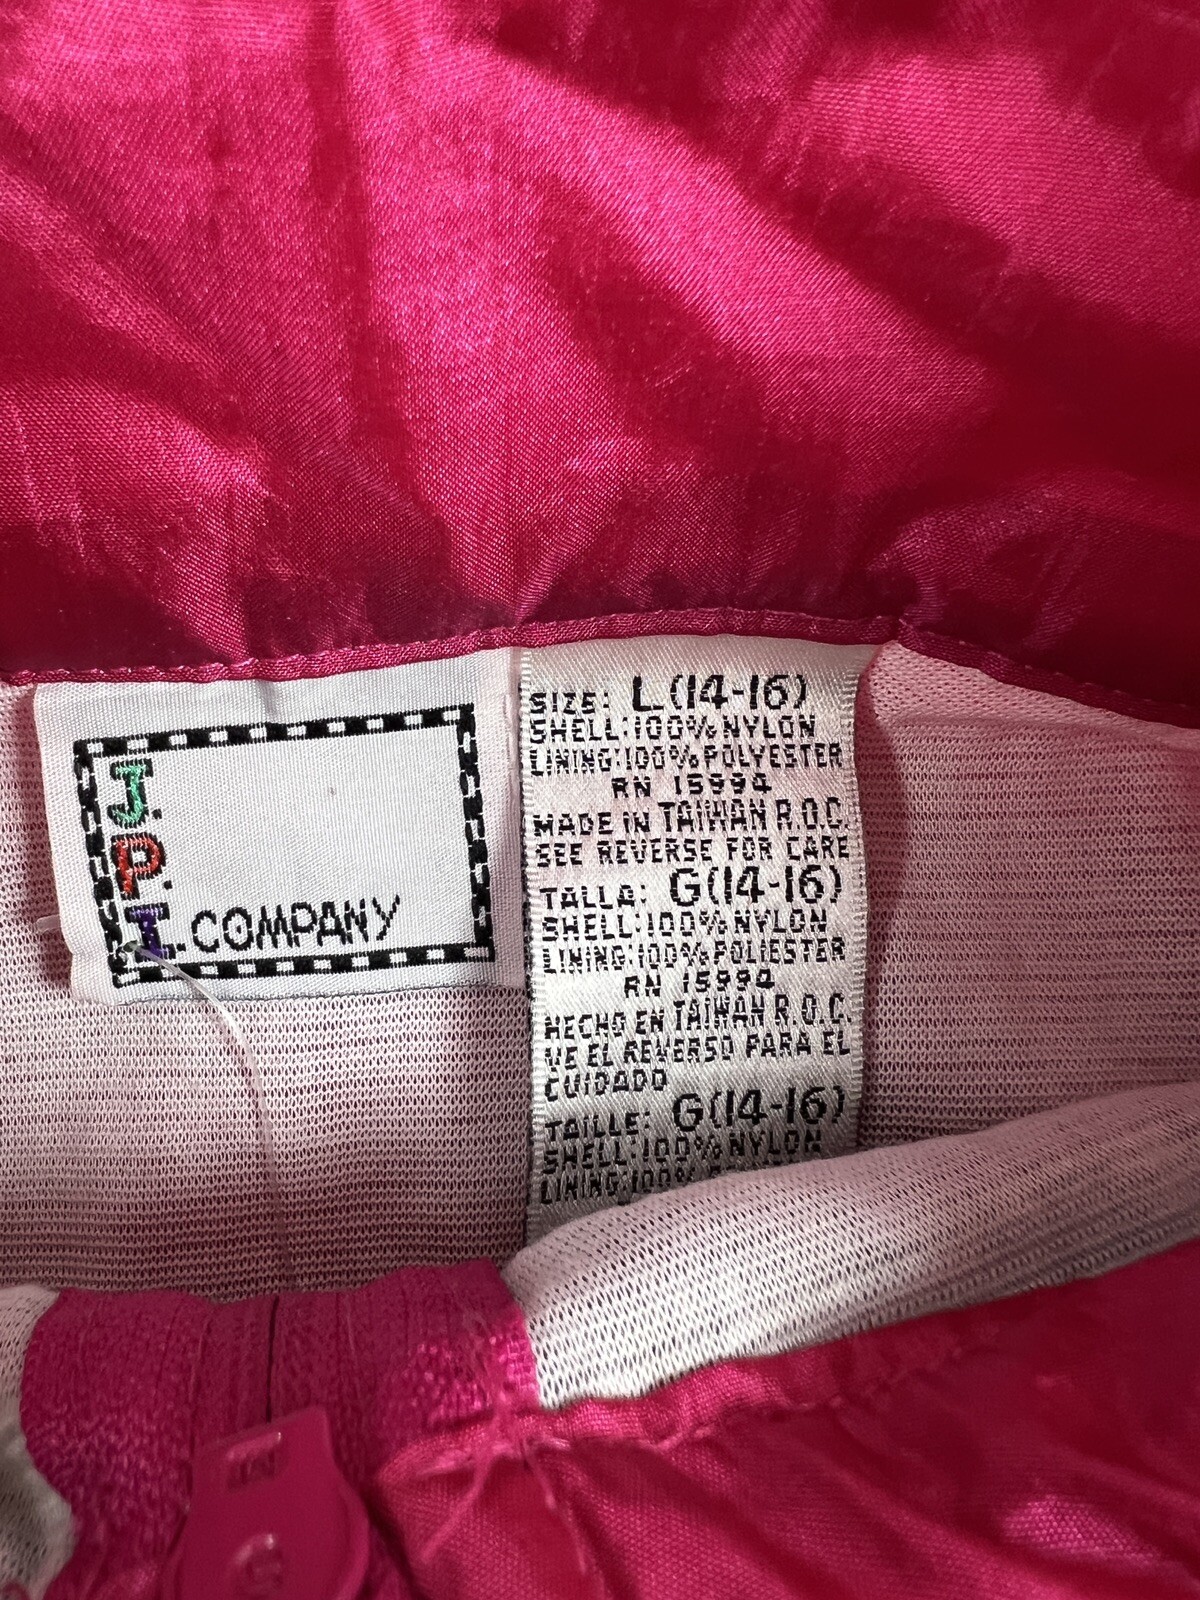 J.
P.
I. COMPANY
SIZE: L(14-16)
SHELL:100%NYLON
LINING:100%POLYESTER
RN 15994
MADE IN TAIWAN R.O.C.
SEE REVERSE FOR CARE
TALLA: G(14-16)
SHELL:100%NYLON
LINING:100%POLIESTER
RN 15994
HECHO EN TAIWAN R.O.C.
VE EL REVERSO PARA EL
CUIDADO
TAILLE: G(14-16)
SHELL:100%NYLON
LINING:100%